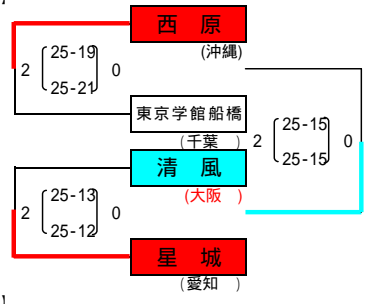 西 原
(沖縄)
2 25-19 0
25-21
東京学館船橋
(千葉 )
2 25-15 0
25-15
清 風
(大阪 )
2 25-13 0
25-12
星 城
(愛知 )